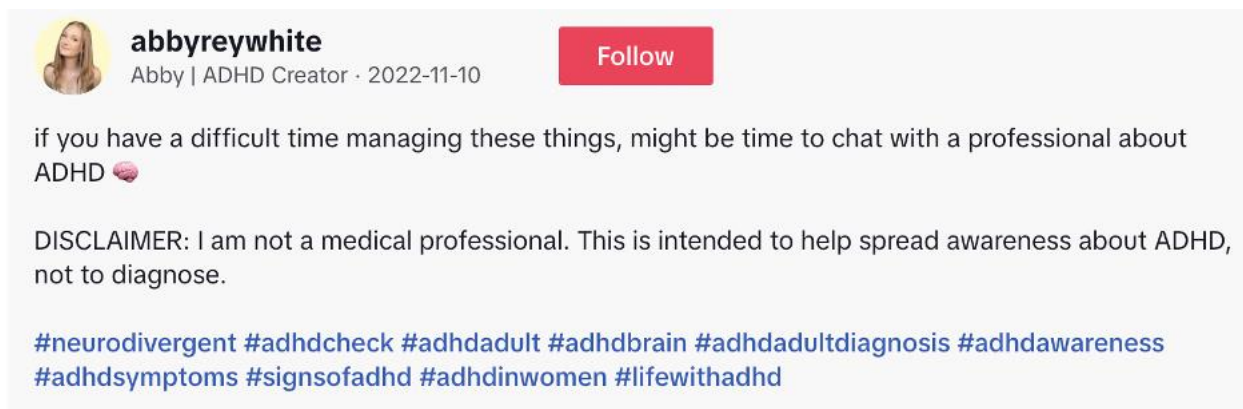 abbyreywhite
Abby | ADHD Creator · 2022-11-10
Follow
if you have a difficult time managing these things, might be time to chat with a professional about
ADHD 🧠
DISCLAIMER: I am not a medical professional. This is intended to help spread awareness about ADHD,
not to diagnose.
#neurodivergent #adhdcheck #adhdadult #adhdbrain #adhdadultdiagnosis #adhdawareness
#adhdsymptoms #signsofadhd #adhdinwomen #lifewithadhd